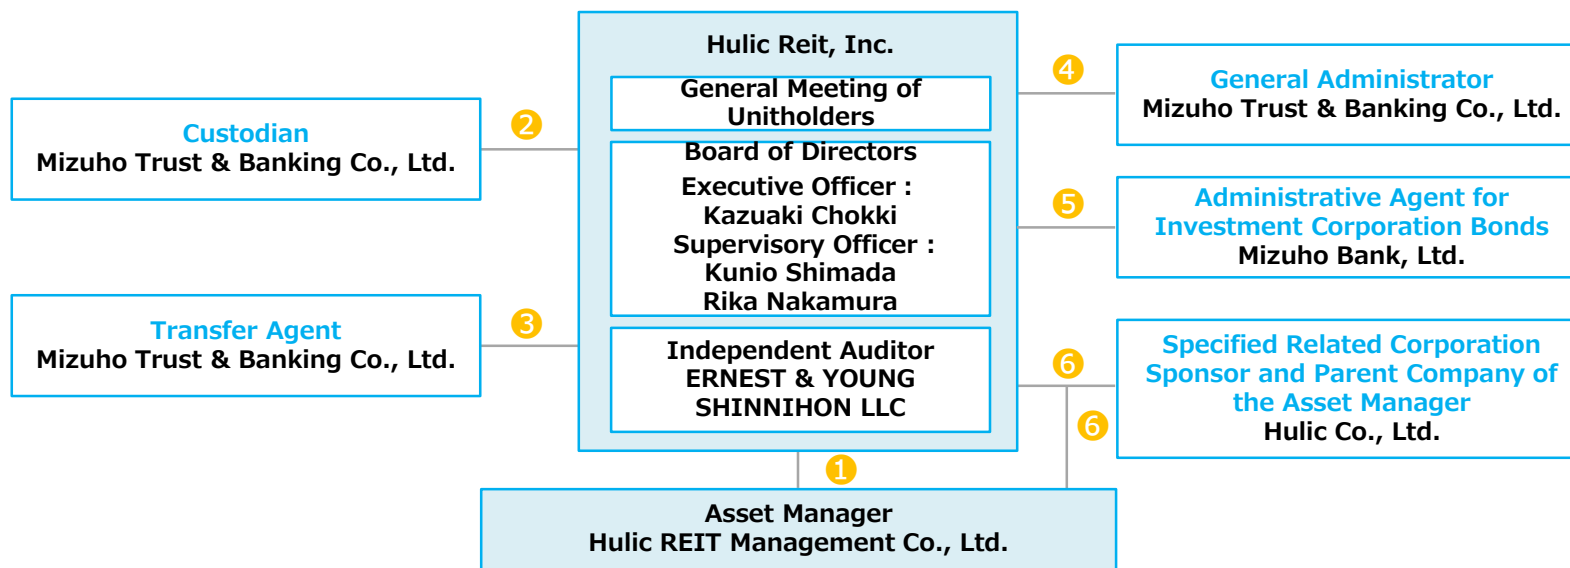 Hulic Reit, Inc.
General Meeting of
Unitholders
Board of Directors
Executive Officer :
Kazuaki Chokki
Supervisory Officer :
Kunio Shimada
Rika Nakamura
Independent Auditor
ERNEST & YOUNG
SHINNIHON LLC
Custodian
Mizuho Trust & Banking Co., Ltd.
2
Transfer Agent
Mizuho Trust & Banking Co., Ltd.
3
4
General Administrator
Mizuho Trust & Banking Co., Ltd.
5
Administrative Agent for
Investment Corporation Bonds
Mizuho Bank, Ltd.
6
Specified Related Corporation
Sponsor and Parent Company of
the Asset Manager
Hulic Co., Ltd.
6
1
Asset Manager
Hulic REIT Management Co., Ltd.